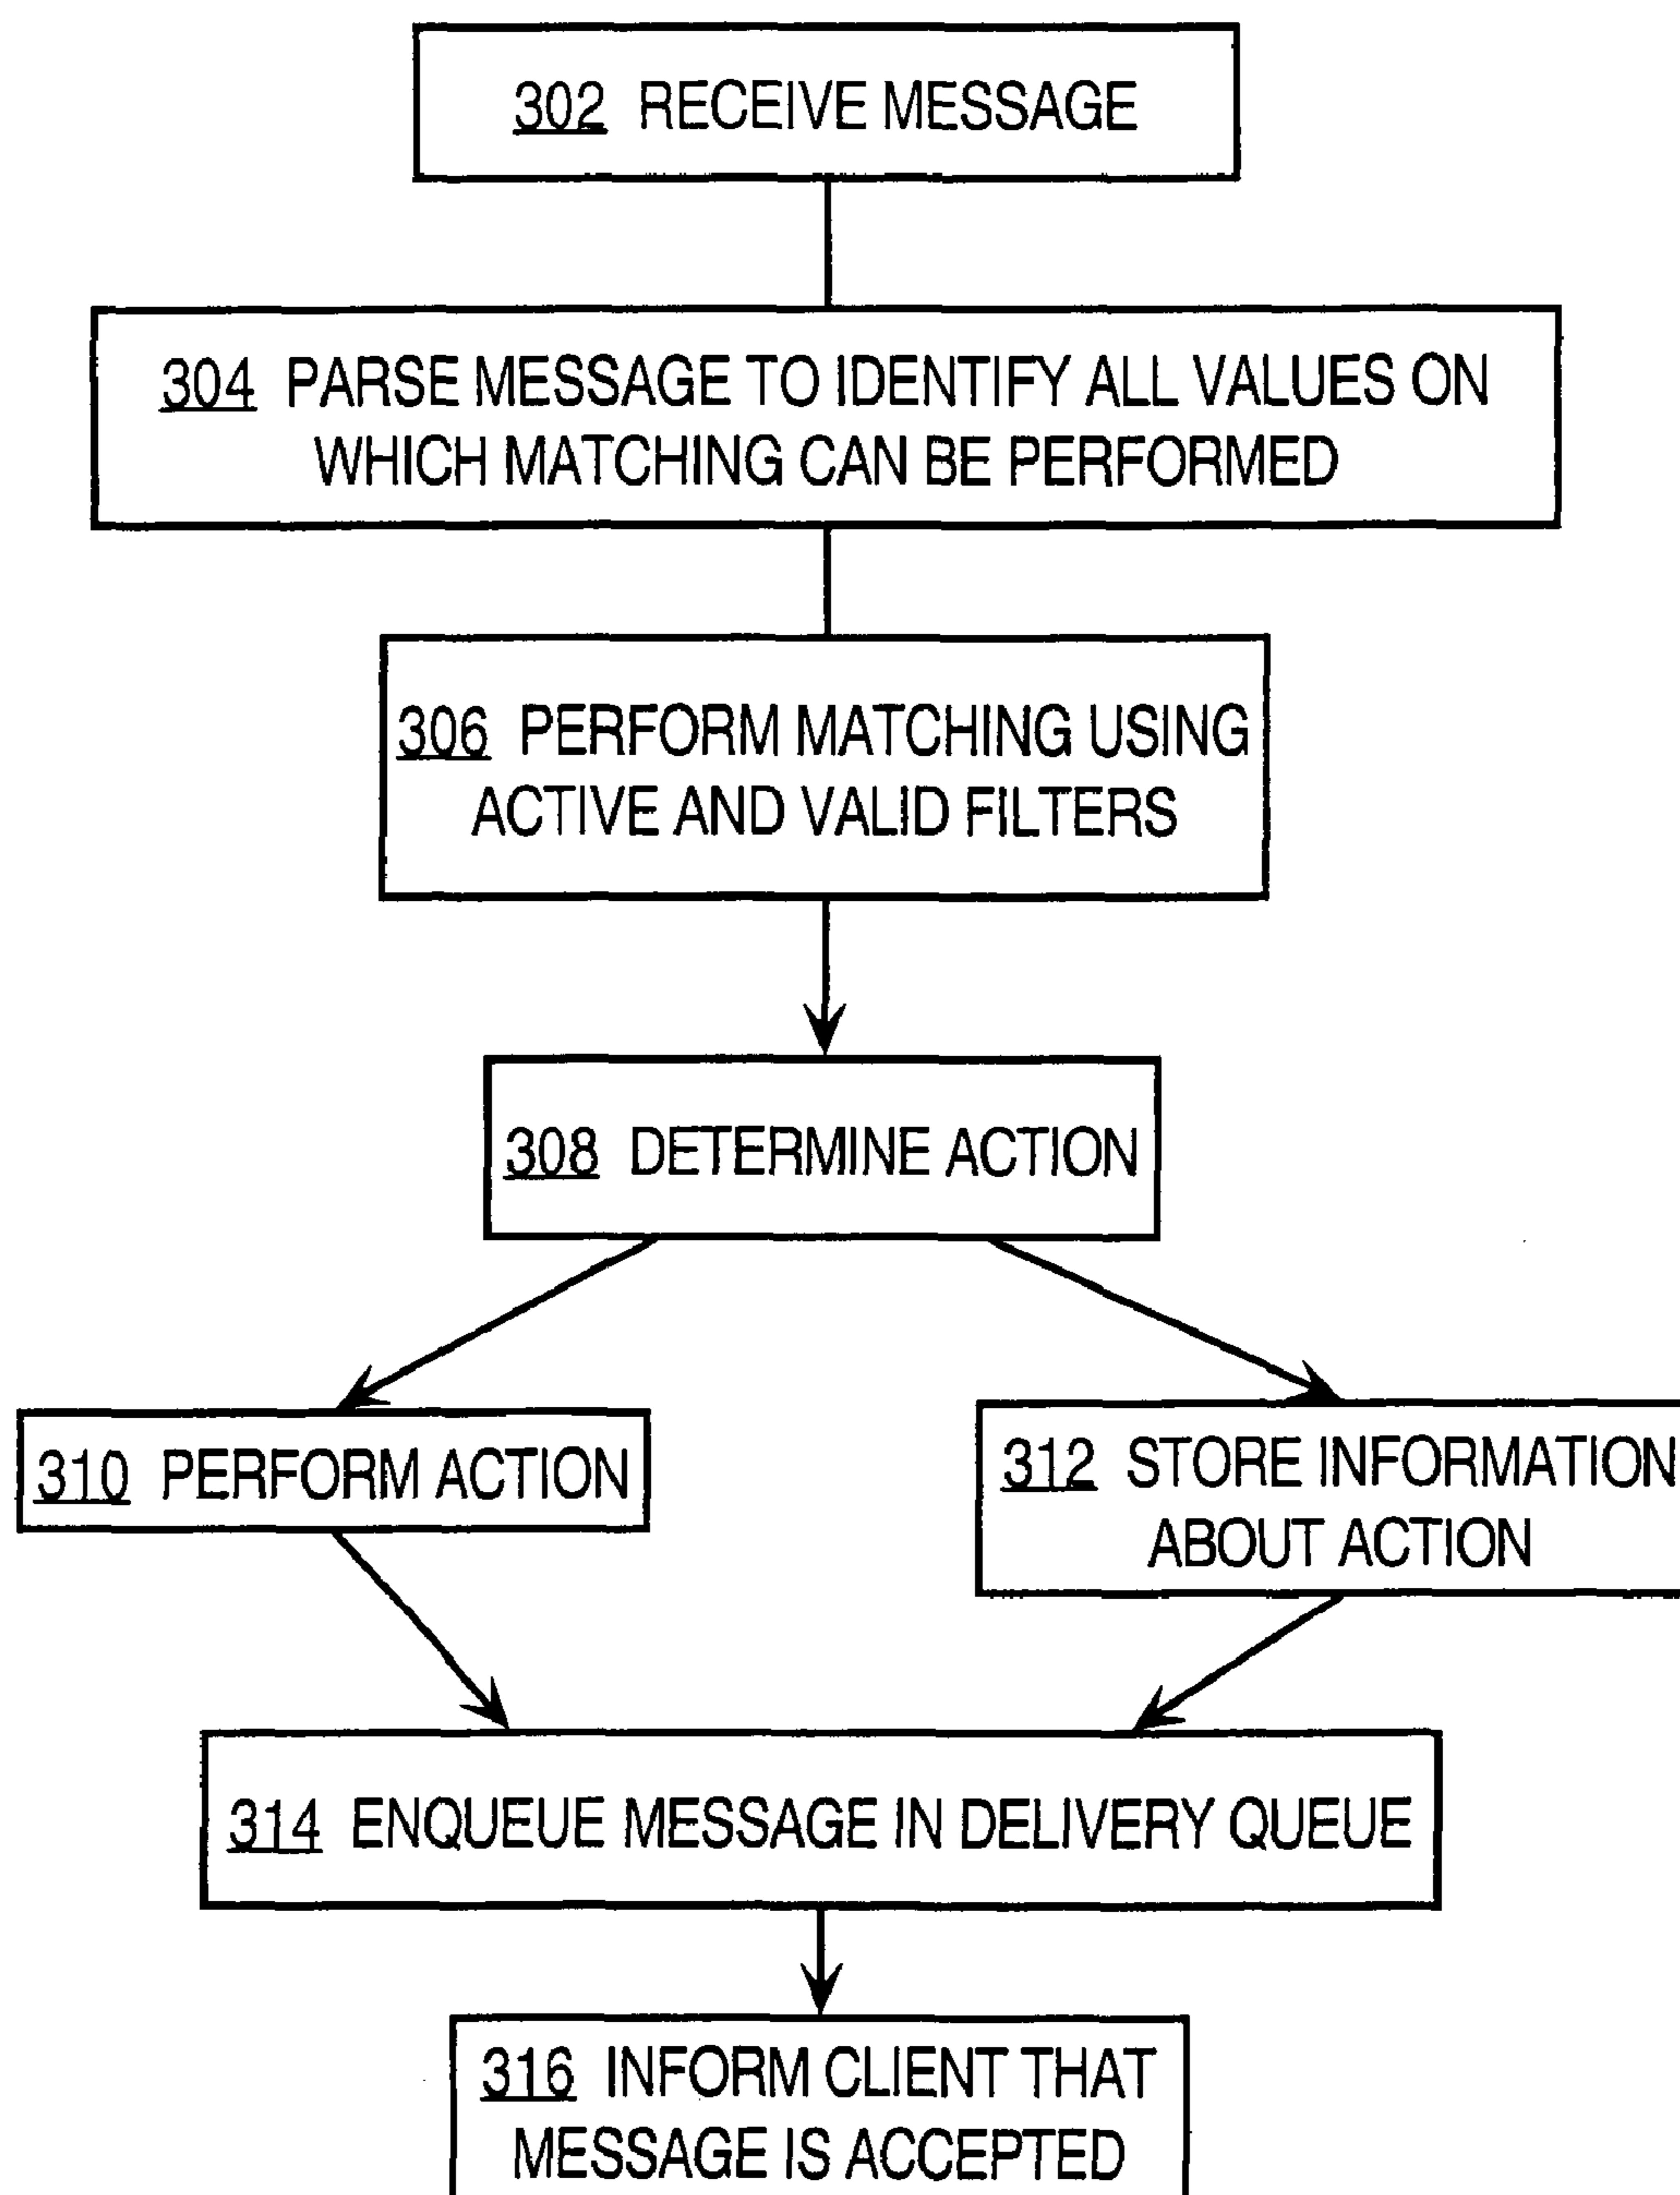 302 RECEIVE MESSAGE
304 PARSE MESSAGE TO IDENTIFY ALL VALUES ON
WHICH MATCHING CAN BE PERFORMED
306 PERFORM MATCHING USING
ACTIVE AND VALID FILTERS
308 DETERMINE ACTION
310 PERFORM ACTION
312 STORE INFORMATION
ABOUT ACTION
314 ENQUEUE MESSAGE IN DELIVERY QUEUE
316 INFORM CLIENT THAT
MESSAGE IS ACCEPTED